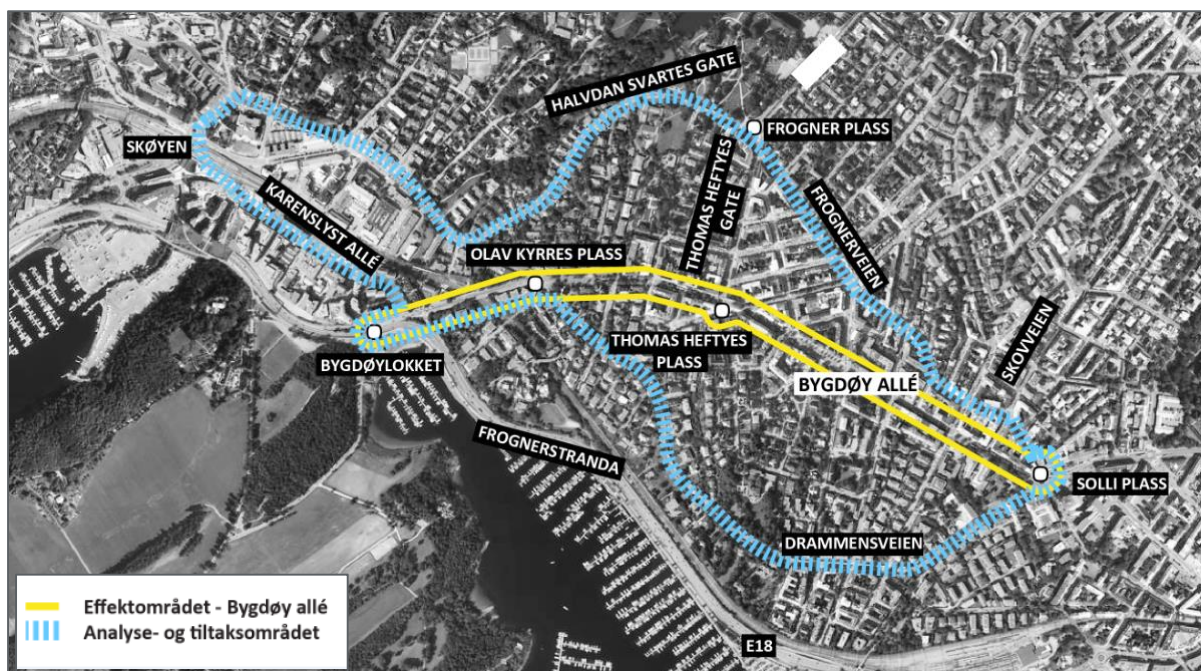 HALVDAN SVARTES GATE
FROGNER PLASS
SKØYEN
KARENSLYST ALLÉ
THOMAS HEFTYES
GATE
FROGNERVEIEN
OLAV KYRRES PLASS
SKOVVEIEN
THOMAS HEFTYES
PLASS
BYGDØYLOKKET
BYGDØY ALLÉ
FROGNERSTRANDA
SOLLI PLASS
DRAMMENSVEIEN
E18
Effektområdet - Bygdøy allé
Analyse- og tiltaksområdet